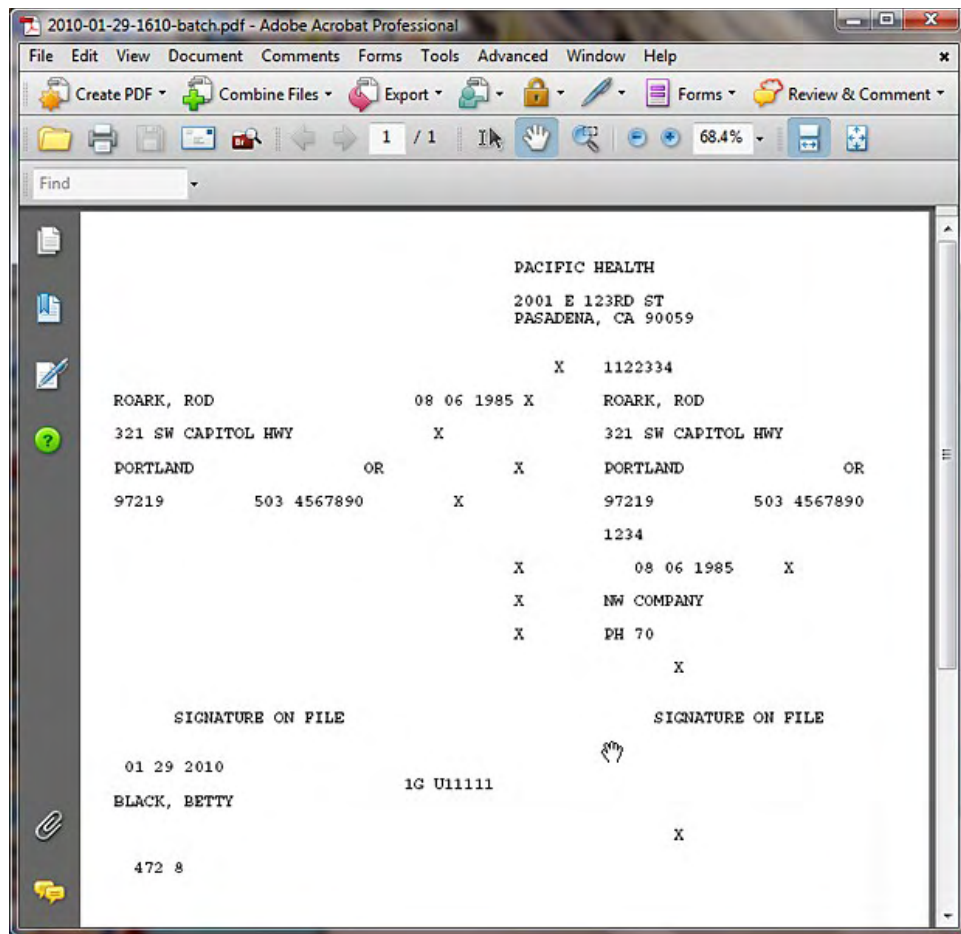 2010-01-29-1610-batch.pdf - Adobe Acrobat Professional
File Edit View Document Comments Forms Tools Advanced Window Help
Create PDF Combine Files Export Forms Review & Comment
1 / 1 68.4%
Find
PACIFIC HEALTH
2001 E 123RD ST
PASADENA, CA 90059
X 1122334
ROARK, ROD 08 06 1985 X ROARK, ROD
321 SW CAPITOL HWY X 321 SW CAPITOL HWY
PORTLAND OR X PORTLAND OR
97219 503 4567890 X 97219 503 4567890
1234
X 08 06 1985 X
X NW COMPANY
X PH 70
X
SIGNATURE ON FILE SIGNATURE ON FILE
01 29 2010
1G U11111
BLACK, BETTY
X
472 8